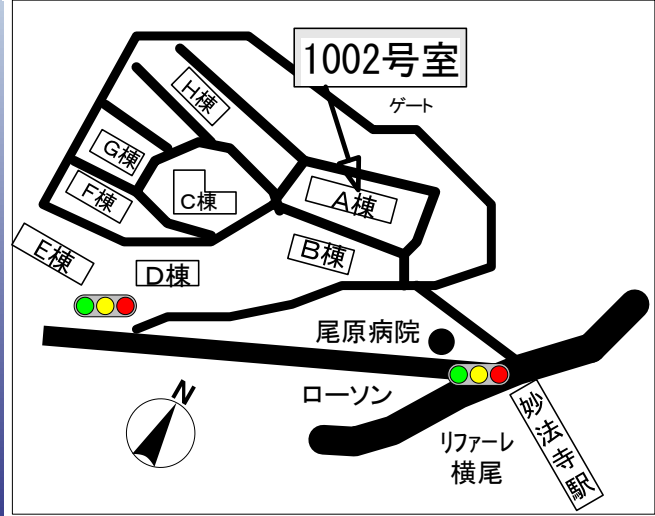 1002号室
ゲート
H棟
G棟
F棟
C棟
A棟
E棟
D棟
B棟
尾原病院
ローソン
N
リファーレ
横尾
妙法寺駅